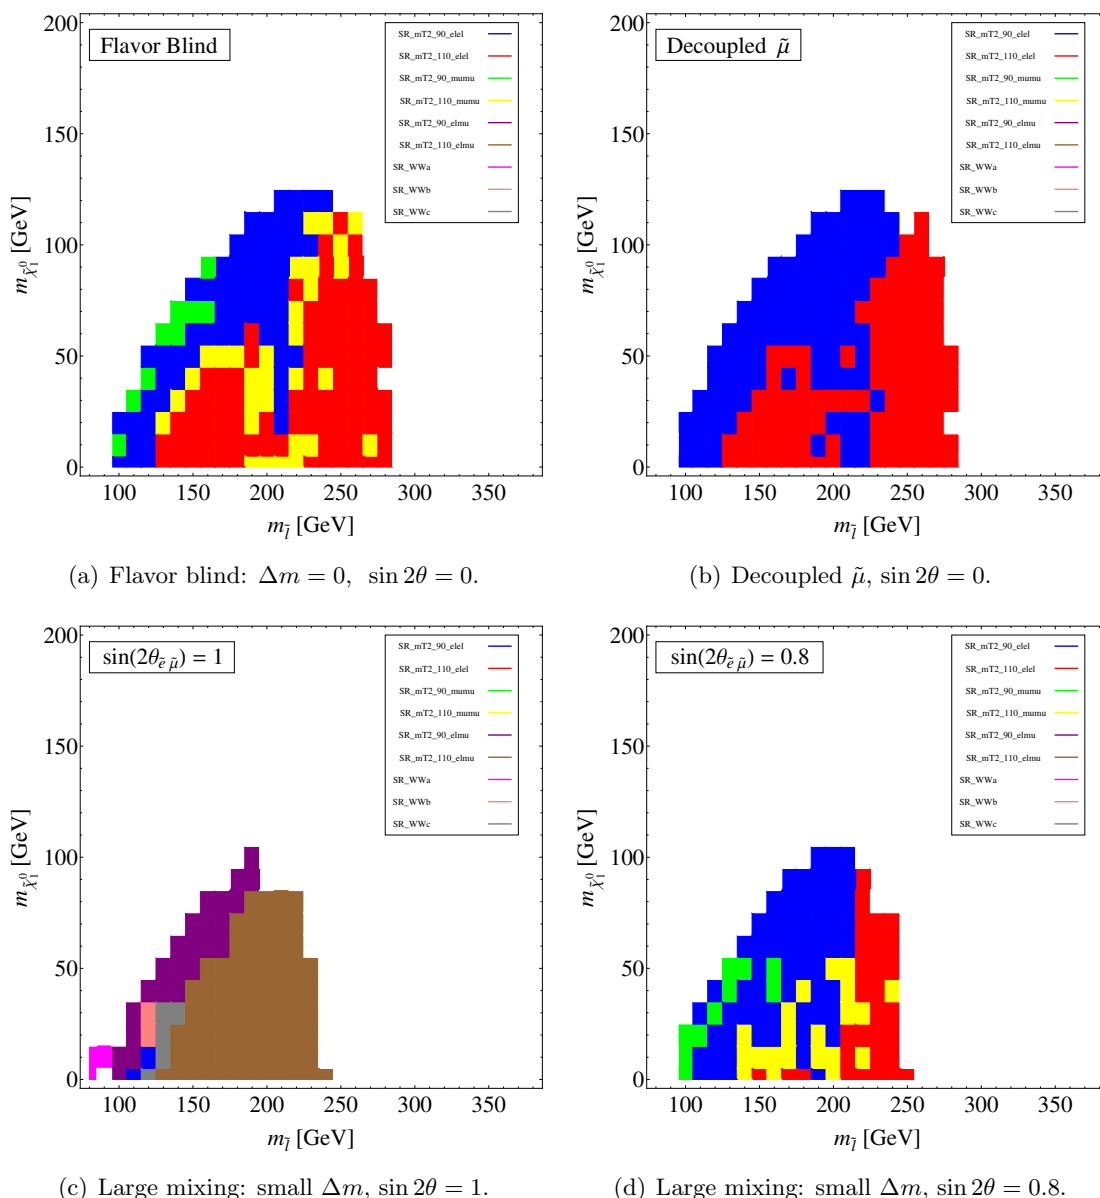 Flavor Blind
SR_mT2_90_elel
SR_mT2_110_elel
SR_mT2_90_mumu
SR_mT2_110_mumu
SR_mT2_90_elmu
SR_mT2_110_elmu
SR_WWa
SR_WWb
SR_WWc
200
150
100
50
0
m_{\tilde{χ}_1^0} [GeV]
100 150 200 250 300 350
m_{\tilde{l}} [GeV]
(a) Flavor blind: Δm = 0, sin 2θ = 0.
Decoupled \tilde{μ}
SR_mT2_90_elel
SR_mT2_110_elel
SR_mT2_90_mumu
SR_mT2_110_mumu
SR_mT2_90_elmu
SR_mT2_110_elmu
SR_WWa
SR_WWb
SR_WWc
200
150
100
50
0
m_{\tilde{χ}_1^0} [GeV]
100 150 200 250 300 350
m_{\tilde{l}} [GeV]
(b) Decoupled \tilde{μ}, sin 2θ = 0.
sin(2θ_{\tilde{e} \tilde{μ}}) = 1
SR_mT2_90_elel
SR_mT2_110_elel
SR_mT2_90_mumu
SR_mT2_110_mumu
SR_mT2_90_elmu
SR_mT2_110_elmu
SR_WWa
SR_WWb
SR_WWc
200
150
100
50
0
m_{\tilde{χ}_1^0} [GeV]
100 150 200 250 300 350
m_{\tilde{l}} [GeV]
(c) Large mixing: small Δm, sin 2θ = 1.
sin(2θ_{\tilde{e} \tilde{μ}}) = 0.8
SR_mT2_90_elel
SR_mT2_110_elel
SR_mT2_90_mumu
SR_mT2_110_mumu
SR_mT2_90_elmu
SR_mT2_110_elmu
SR_WWa
SR_WWb
SR_WWc
200
150
100
50
0
m_{\tilde{χ}_1^0} [GeV]
100 150 200 250 300 350
m_{\tilde{l}} [GeV]
(d) Large mixing: small Δm, sin 2θ = 0.8.